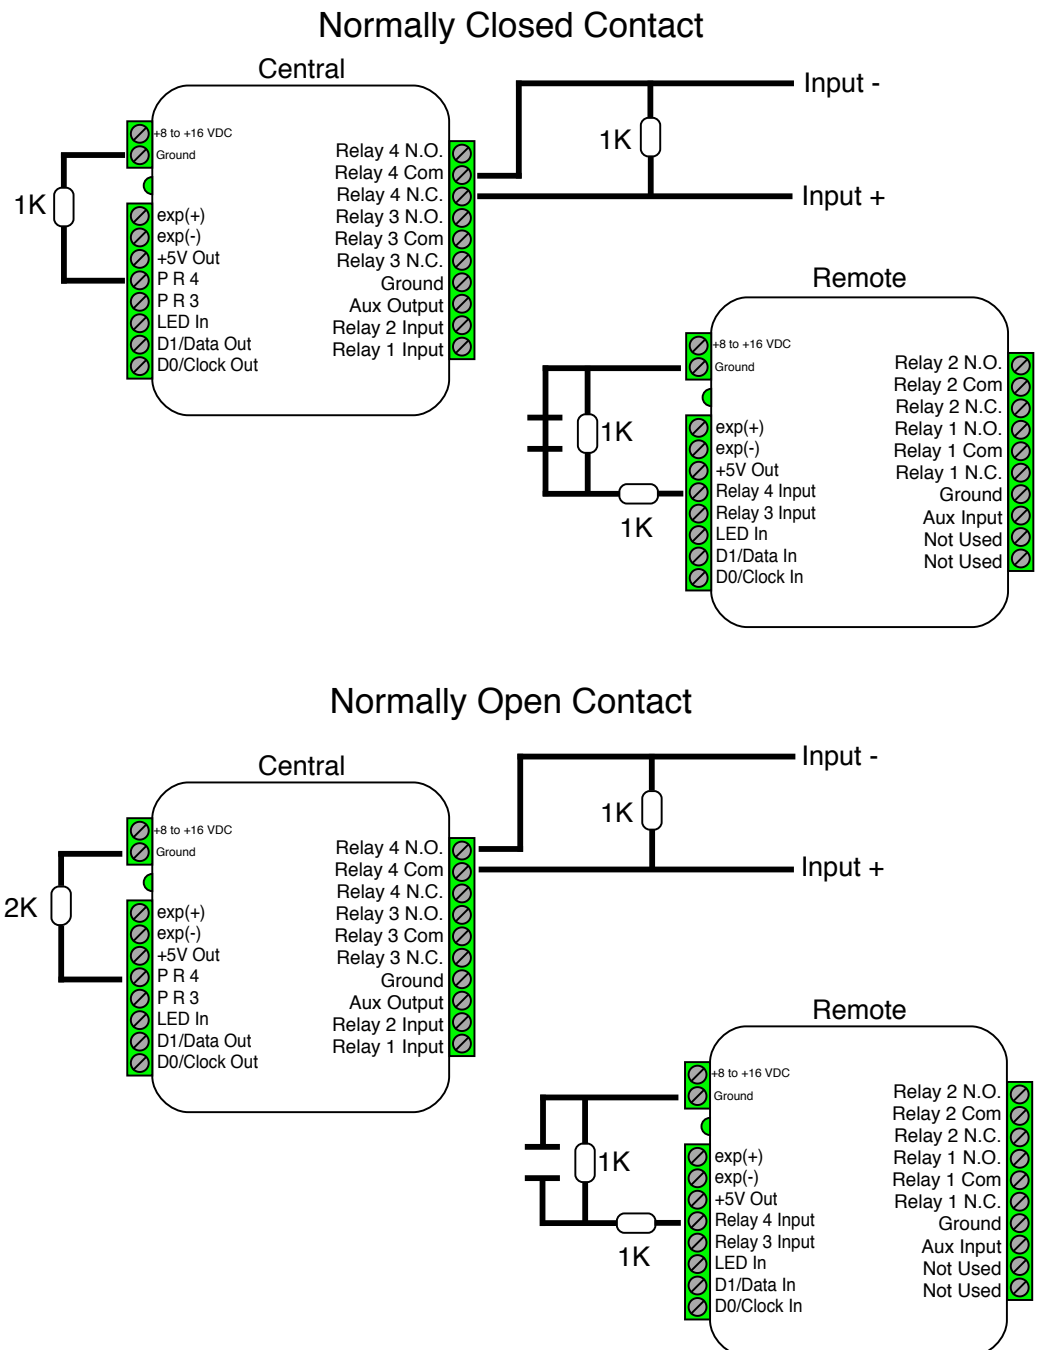 Normally Closed Contact
Central
+8 to +16 VDC
Ground
1K
exp(+)
exp(-)
+5V Out
P R 4
P R 3
LED In
D1/Data Out
D0/Clock Out
Relay 4 N.O.
Relay 4 Com
Relay 4 N.C.
Relay 3 N.O.
Relay 3 Com
Relay 3 N.C.
Ground
Aux Output
Relay 2 Input
Relay 1 Input
Input -
1K
Input +
Remote
+8 to +16 VDC
Ground
1K
1K
exp(+)
exp(-)
+5V Out
Relay 4 Input
Relay 3 Input
LED In
D1/Data In
D0/Clock In
Relay 2 N.O.
Relay 2 Com
Relay 2 N.C.
Relay 1 N.O.
Relay 1 Com
Relay 1 N.C.
Ground
Aux Input
Not Used
Not Used
Normally Open Contact
Central
+8 to +16 VDC
Ground
2K
exp(+)
exp(-)
+5V Out
P R 4
P R 3
LED In
D1/Data Out
D0/Clock Out
Relay 4 N.O.
Relay 4 Com
Relay 4 N.C.
Relay 3 N.O.
Relay 3 Com
Relay 3 N.C.
Ground
Aux Output
Relay 2 Input
Relay 1 Input
Input -
1K
Input +
Remote
+8 to +16 VDC
Ground
1K
1K
exp(+)
exp(-)
+5V Out
Relay 4 Input
Relay 3 Input
LED In
D1/Data In
D0/Clock In
Relay 2 N.O.
Relay 2 Com
Relay 2 N.C.
Relay 1 N.O.
Relay 1 Com
Relay 1 N.C.
Ground
Aux Input
Not Used
Not Used